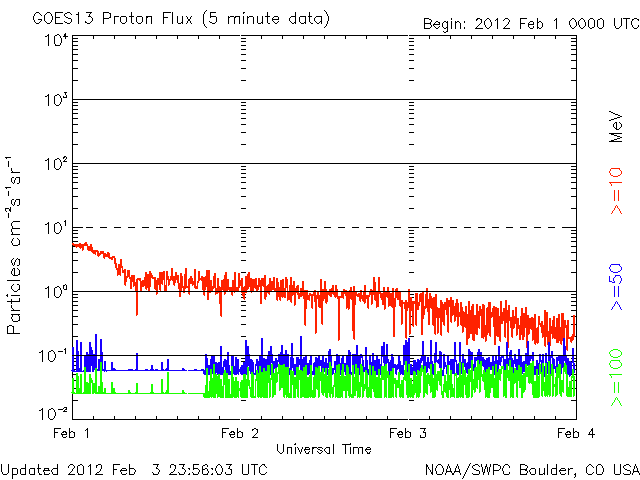 GOES13 Proton Flux (5 minute data)
Begin: 2012 Feb 1 0000 UTC
Particles cm⁻²s⁻¹sr⁻¹
10⁴
10³
10²
10¹
10⁰
10⁻¹
10⁻²
Feb 1
Feb 2
Feb 3
Feb 4
Universal Time
MeV
>=10
>=50
>=100
Updated 2012 Feb 3 23:56:03 UTC
NOAA/SWPC Boulder, CO USA